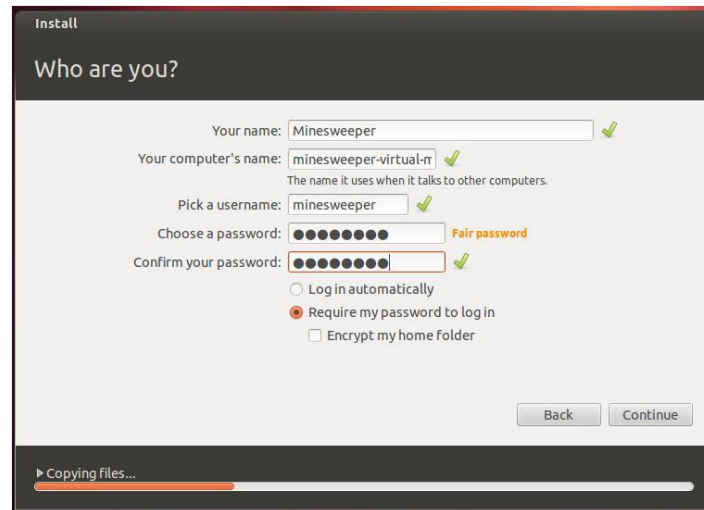 Install
Who are you?
Your name: Minesweeper
Your computer's name: minesweeper-virtual-m
The name it uses when it talks to other computers.
Pick a username: minesweeper
Choose a password: ●●●●●●●● Fair password
Confirm your password: ●●●●●●●●
Log in automatically
Require my password to log in
Encrypt my home folder
Back Continue
Copying files...